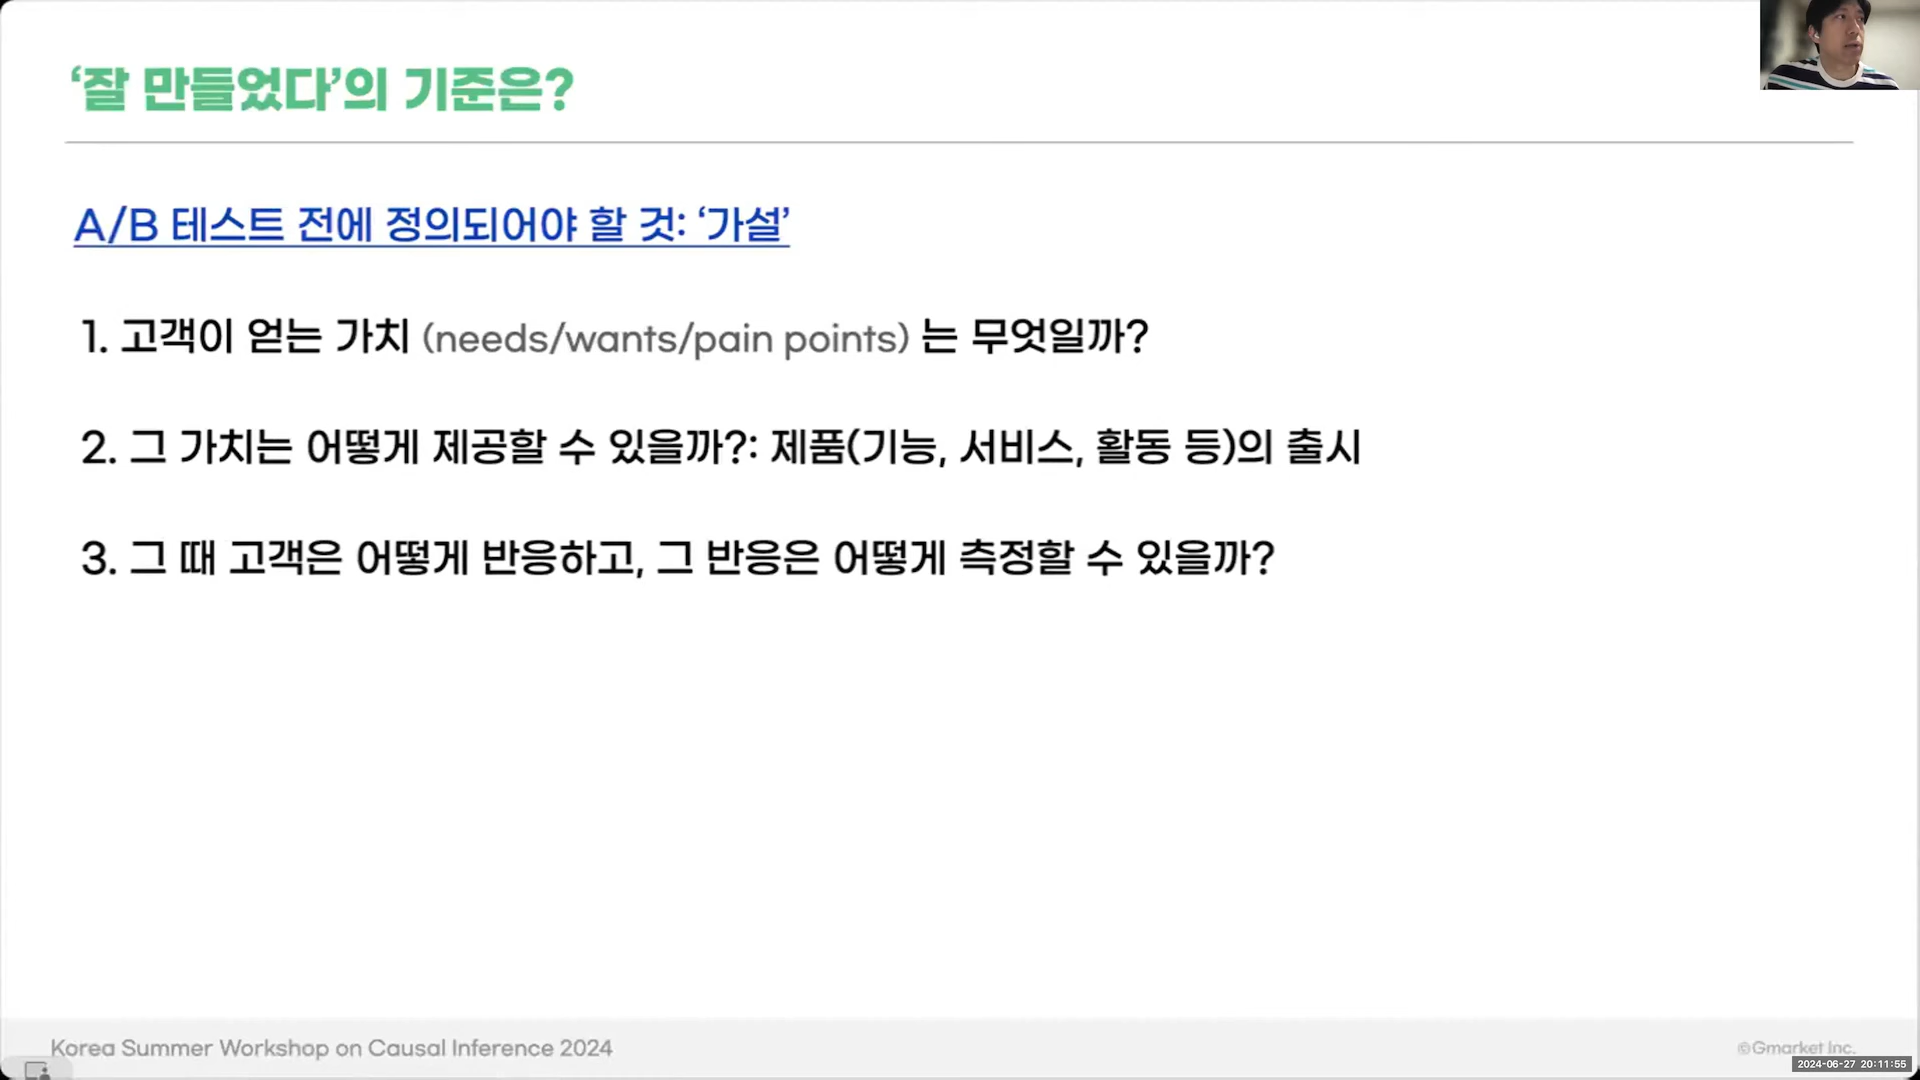 ‘잘 만들었다’의 기준은?
A/B 테스트 전에 정의되어야 할 것: ‘가설’
1. 고객이 얻는 가치 (needs/wants/pain points) 는 무엇일까?
2. 그 가치는 어떻게 제공할 수 있을까?: 제품(기능, 서비스, 활동 등)의 출시
3. 그 때 고객은 어떻게 반응하고, 그 반응은 어떻게 측정할 수 있을까?
Korea Summer Workshop on Causal Inference 2024
©Gmarket Inc.
2024-06-27 20:11:55